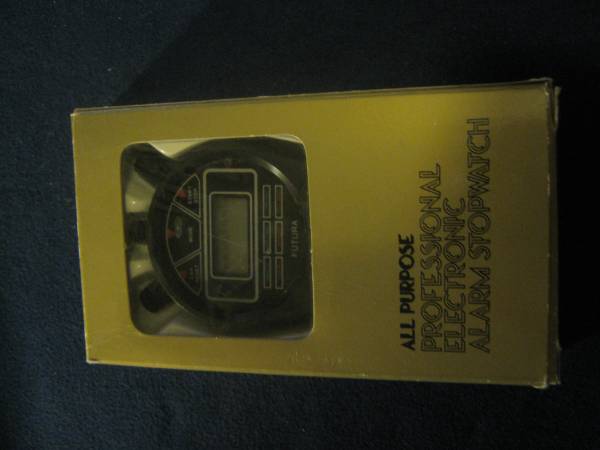 FUTURA
ALL PURPOSE
PROFESSIONAL
ELECTRONIC
ALARM STOPWATCH